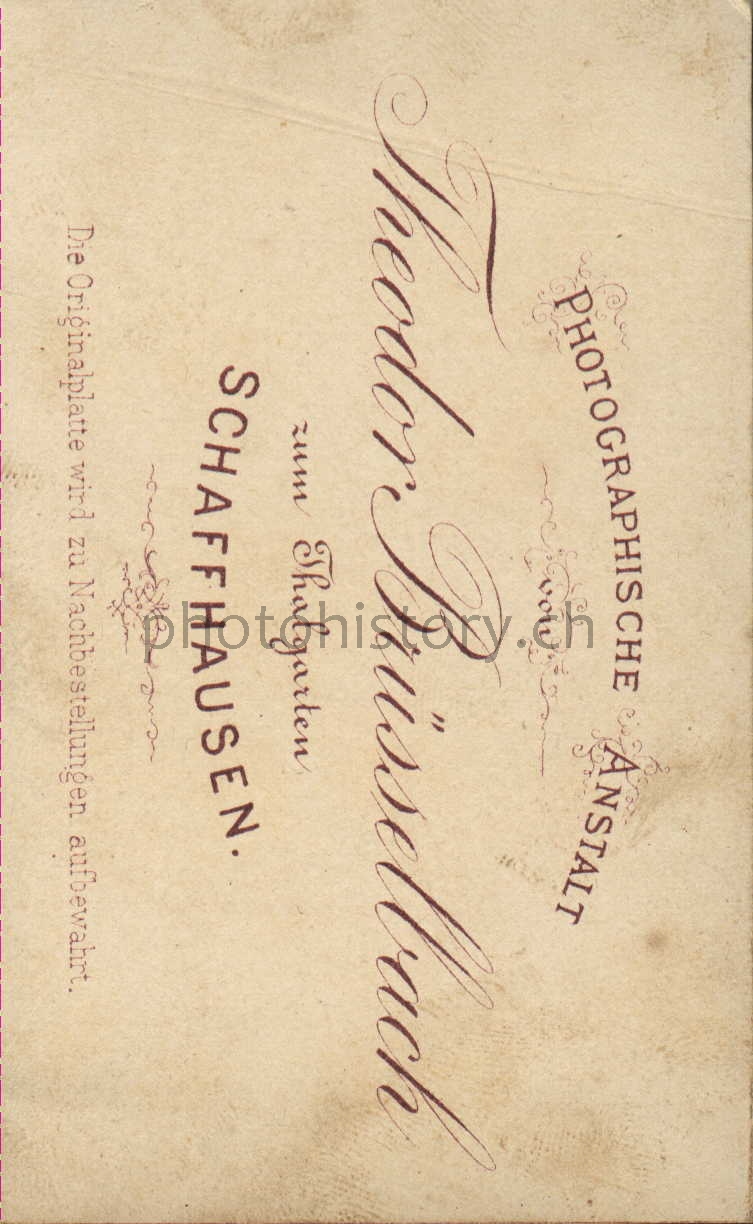 PHOTOGRAPHISCHE ANSTALT
von
Theodor Brüsselbach
zum Thalgarten
SCHAFFHAUSEN.
Die Originalplatte wird zu Nachbestellungen aufbewahrt.
photohistory.ch